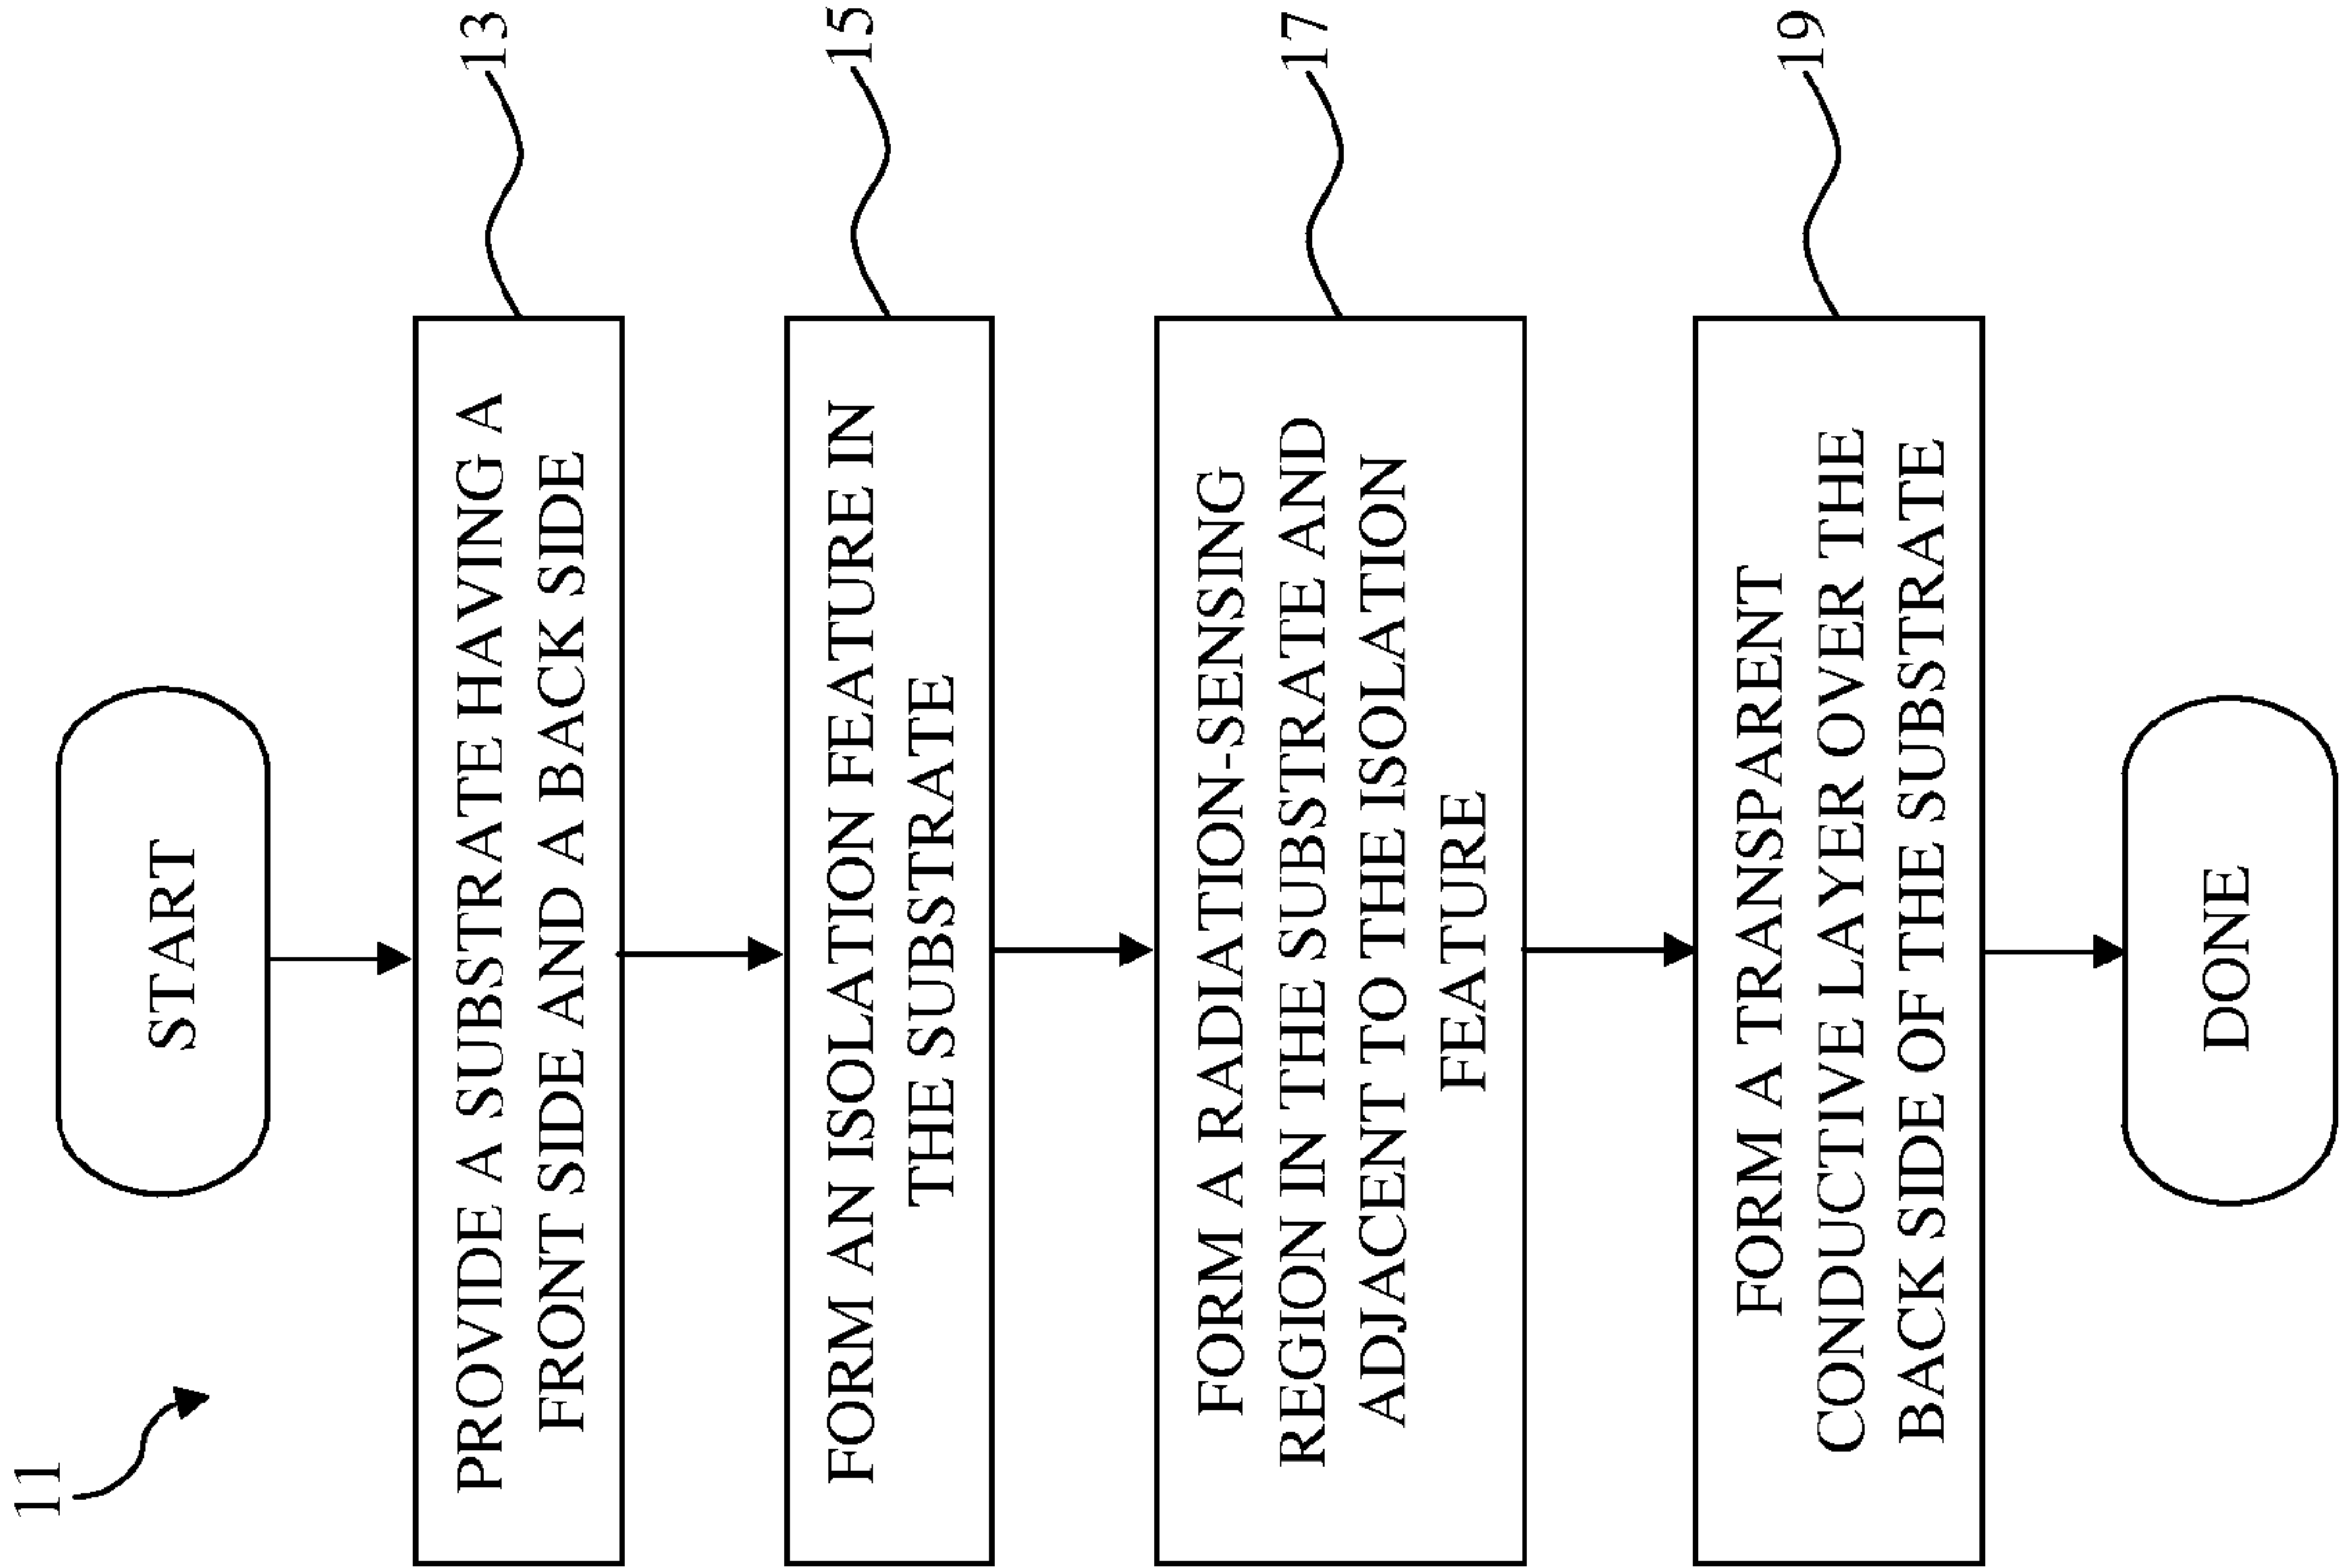 11
START
PROVIDE A SUBSTRATE HAVING A
FRONT SIDE AND A BACK SIDE
13
FORM AN ISOLATION FEATURE IN
THE SUBSTRATE
15
FORM A RADIATION-SENSING
REGION IN THE SUBSTRATE AND
ADJACENT TO THE ISOLATION
FEATURE
17
FORM A TRANSPARENT
CONDUCTIVE LAYER OVER THE
BACK SIDE OF THE SUBSTRATE
19
DONE